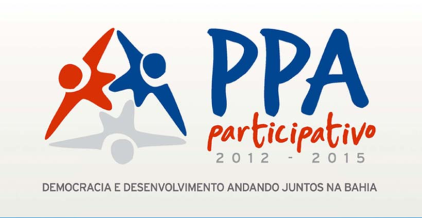 PPA
participativo
2012 - 2015
DEMOCRACIA E DESENVOLVIMENTO ANDANDO JUNTOS NA BAHIA